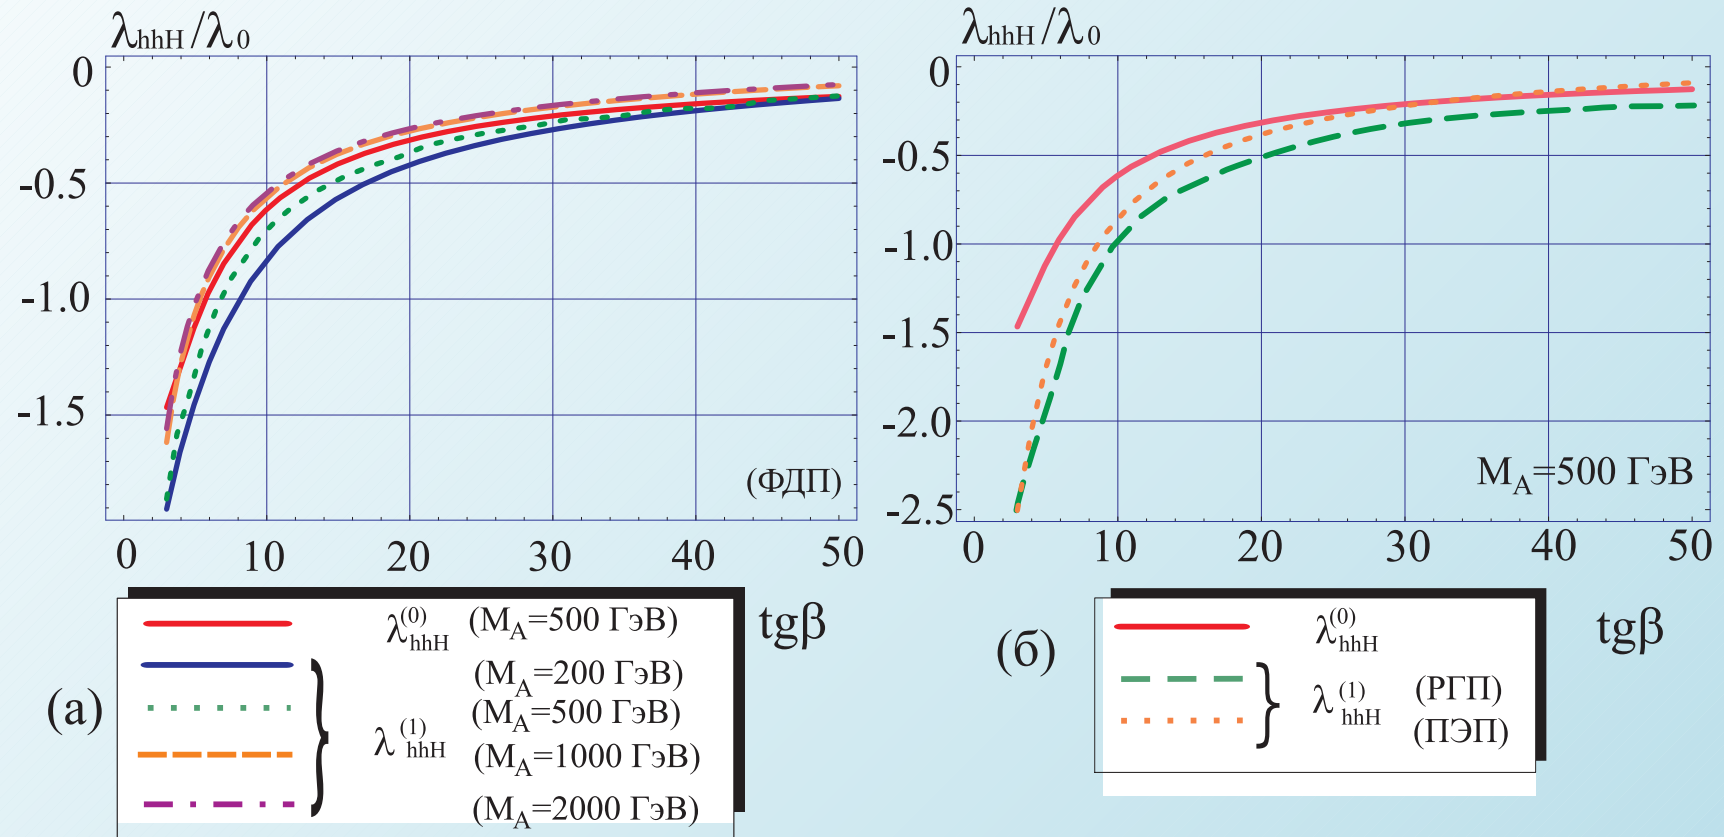 λhhH/λ0
0
-0.5
-1.0
-1.5
(ФДП)
0 10 20 30 40 50
tgβ
(а)
λ(0)hhH (MA=500 ГэВ)
(MA=200 ГэВ)
(MA=500 ГэВ)
λ(1)hhH
(MA=1000 ГэВ)
(MA=2000 ГэВ)
λhhH/λ0
0
-0.5
-1.0
-1.5
-2.0
-2.5
MA=500 ГэВ
0 10 20 30 40 50
tgβ
(б)
λ(0)hhH
λ(1)hhH (РГП)
(ПЭП)